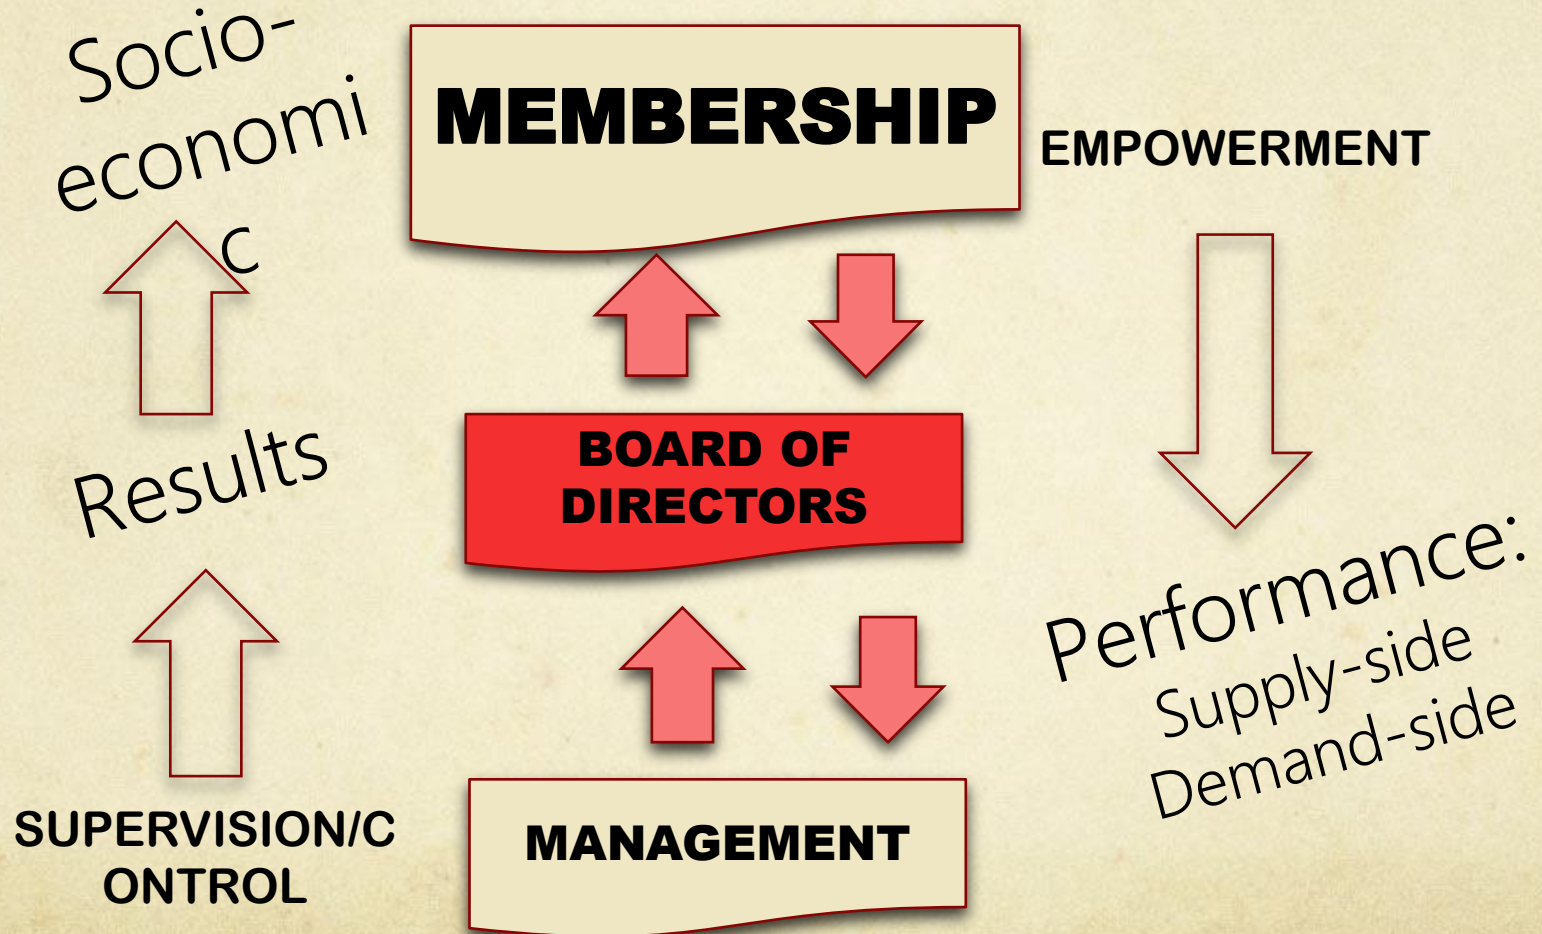 Socio-
economi
c
MEMBERSHIP
EMPOWERMENT
Results
BOARD OF
DIRECTORS
Performance:
Supply-side
Demand-side
SUPERVISION/C
ONTROL
MANAGEMENT